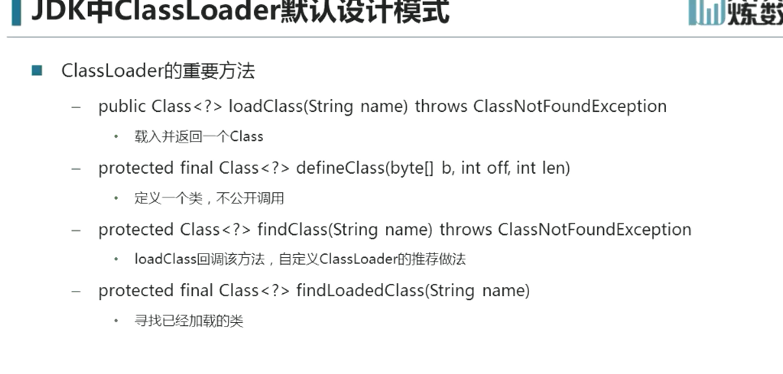 JDK中ClassLoader默认设计模式
炼数
ClassLoader的重要方法
– public Class<?> loadClass(String name) throws ClassNotFoundException
• 载入并返回一个Class
– protected final Class<?> defineClass(byte[] b, int off, int len)
• 定义一个类，不公开调用
– protected Class<?> findClass(String name) throws ClassNotFoundException
• loadClass回调该方法，自定义ClassLoader的推荐做法
– protected final Class<?> findLoadedClass(String name)
• 寻找已经加载的类